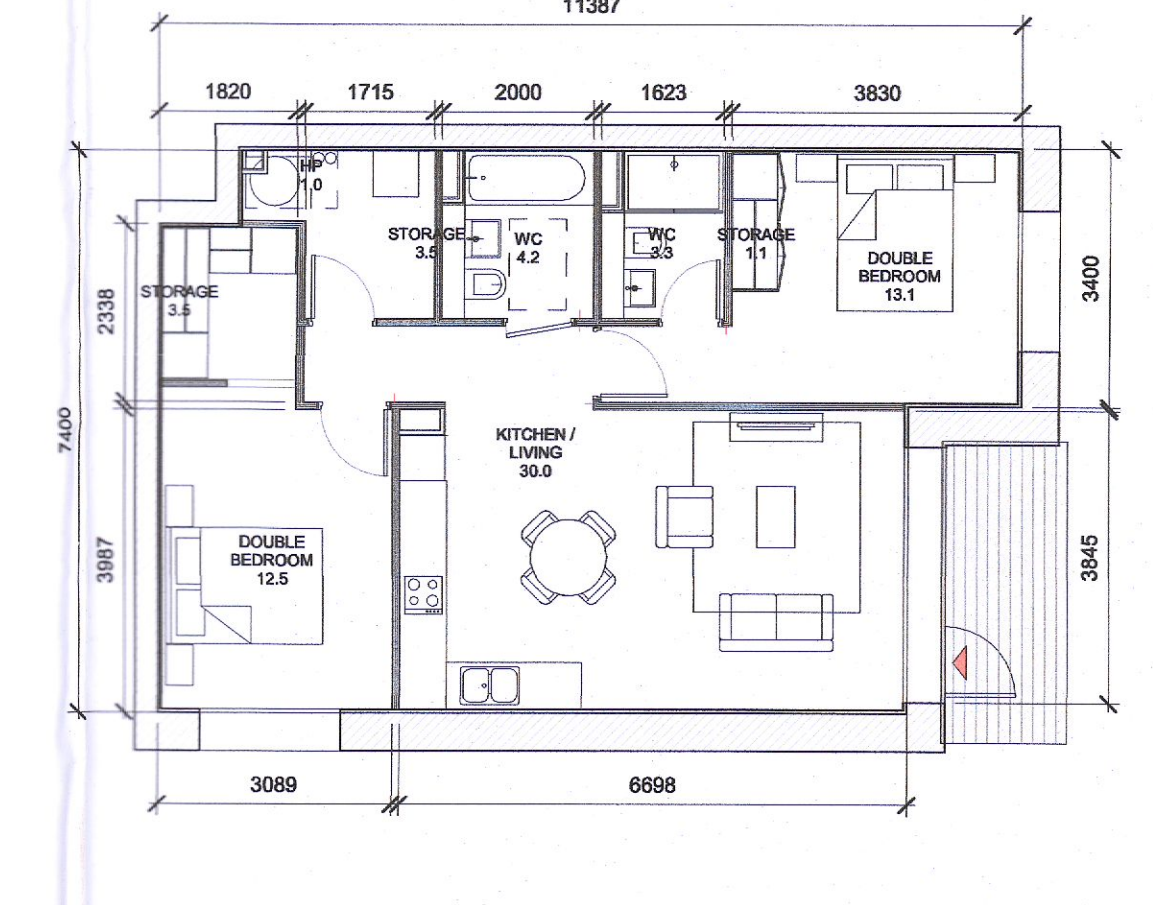 11387
1820
1715
2000
1623
3830
HP
1.0
STORAGE
3.5
WC
4.2
WC
3.3
STORAGE
1.1
DOUBLE
BEDROOM
13.1
STORAGE
3.5
2338
3400
7400
KITCHEN /
LIVING
30.0
DOUBLE
BEDROOM
12.5
3987
3845
3089
6698